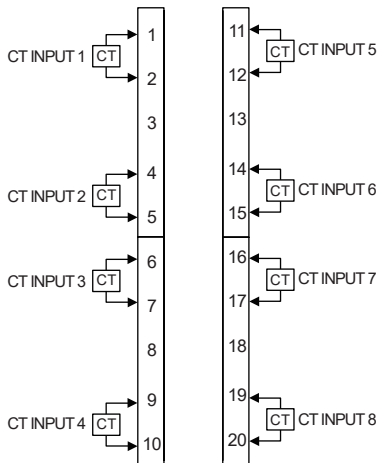 CT INPUT 1 CT 1 11 CT CT INPUT 5
2 12
3 13
CT INPUT 2 CT 4 14 CT CT INPUT 6
5 15
CT INPUT 3 CT 6 16 CT CT INPUT 7
7 17
8 18
CT INPUT 4 CT 9 19 CT CT INPUT 8
10 20